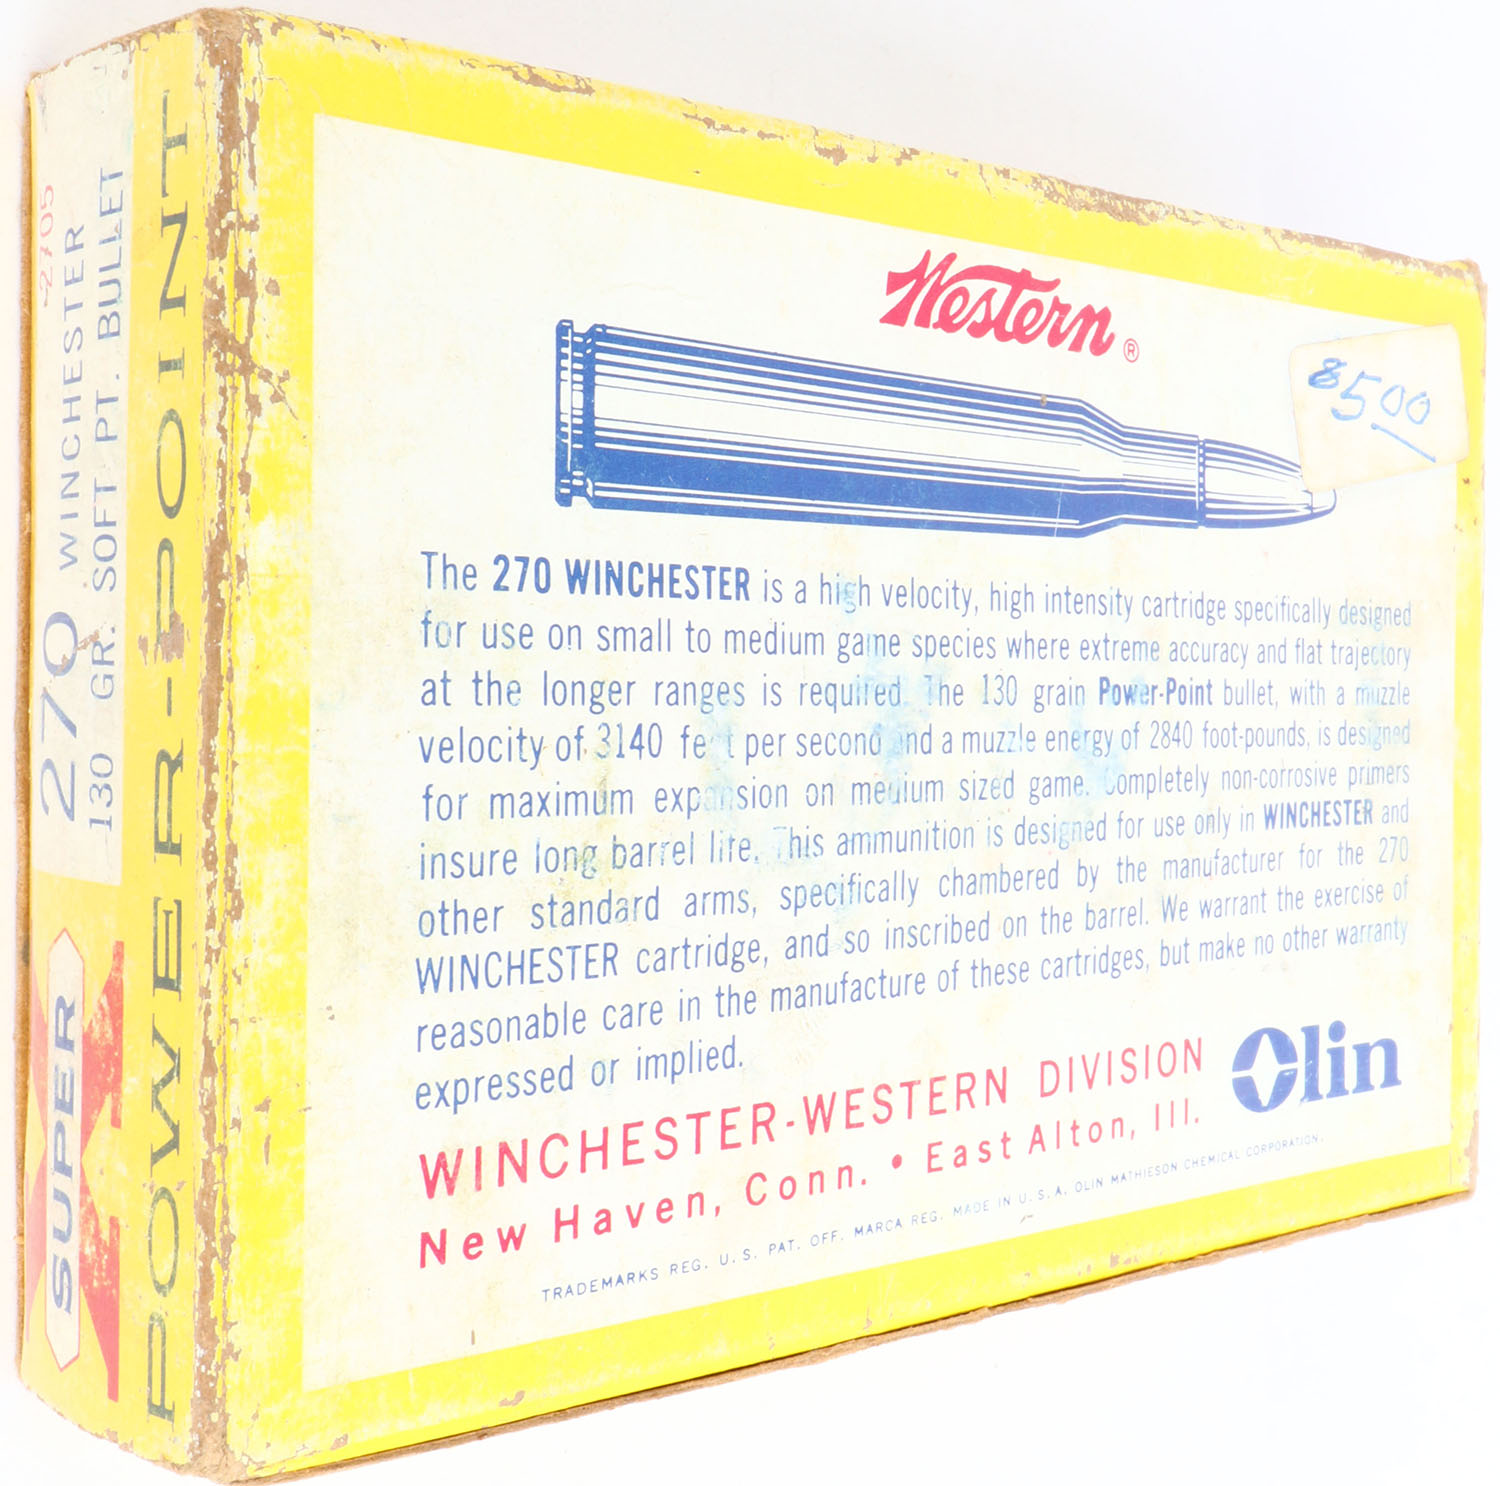 2705
270 WINCHESTER
130 GR. SOFT PT. BULLET
SUPER
X
POWER-POINT
Western ®
$5.00
The 270 WINCHESTER is a high velocity, high intensity cartridge specifically designed
for use on small to medium game species where extreme accuracy and flat trajectory
at the longer ranges is required. The 130 grain Power-Point bullet, with a muzzle
velocity of 3140 feet per second and a muzzle energy of 2840 foot-pounds, is designed
for maximum expansion on medium sized game. Completely non-corrosive primers
insure long barrel life. This ammunition is designed for use only in WINCHESTER and
other standard arms, specifically chambered by the manufacturer for the 270
WINCHESTER cartridge, and so inscribed on the barrel. We warrant the exercise of
reasonable care in the manufacture of these cartridges, but make no other warranty
expressed or implied.
WINCHESTER-WESTERN DIVISION
New Haven, Conn. • East Alton, Ill.
Olin
TRADEMARKS REG. U.S. PAT. OFF. MARCA REG. MADE IN U.S.A. OLIN MATHIESON CHEMICAL CORPORATION.